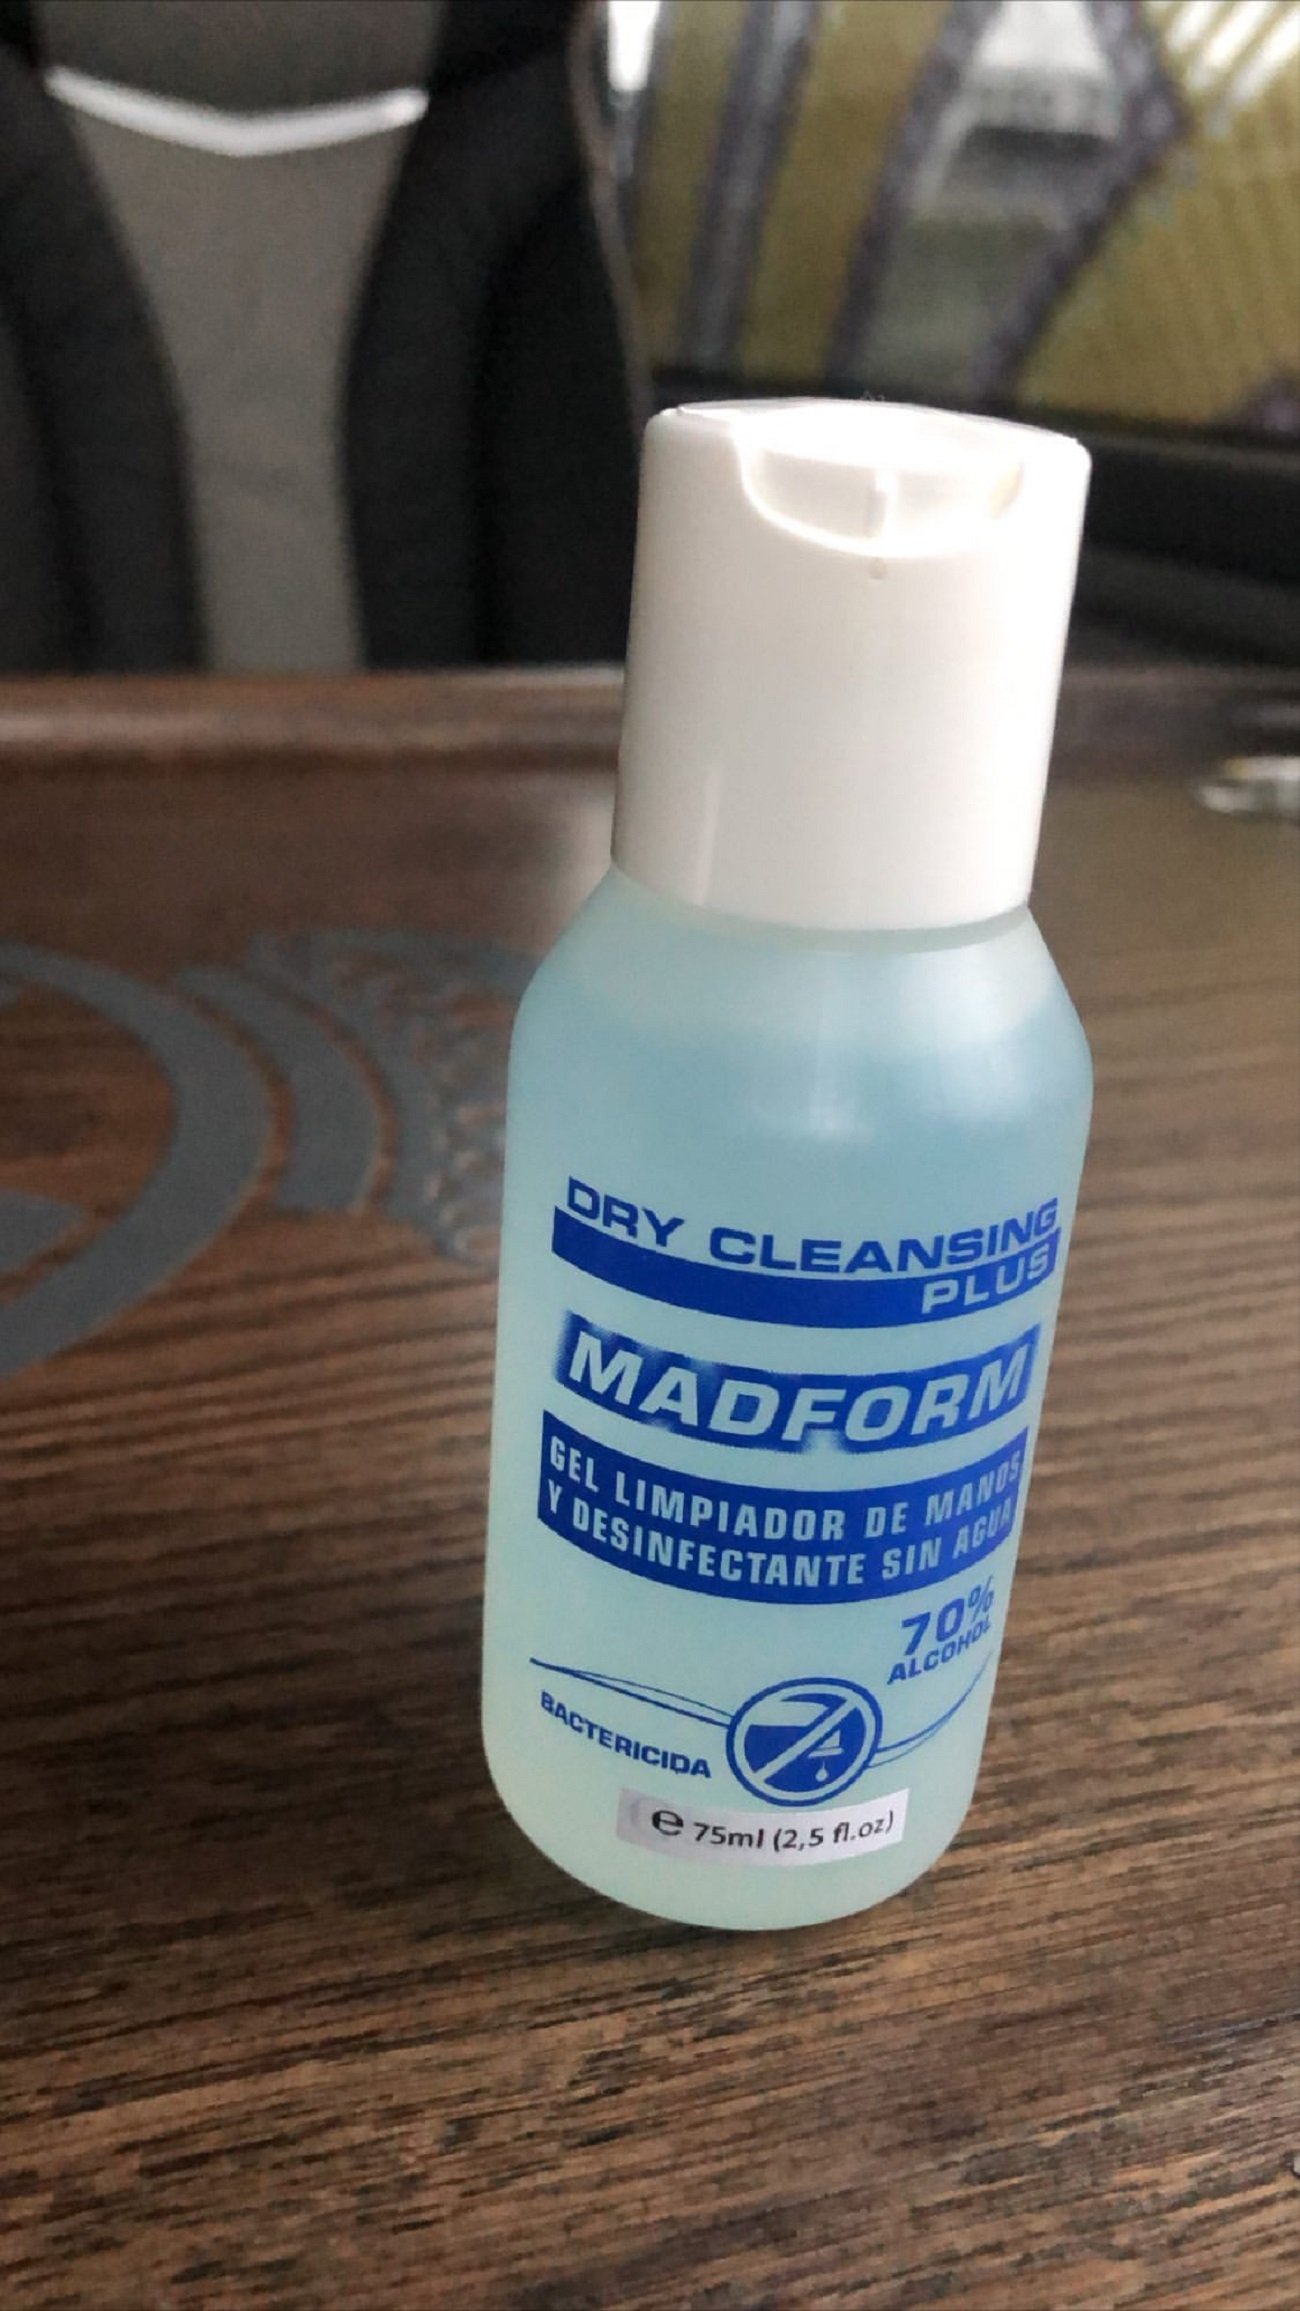 DRY CLEANSING
PLUS
MADFORM
GEL LIMPIADOR DE MANOS
Y DESINFECTANTE SIN AGUA
70%
ALCOHOL
BACTERICIDA
℮ 75ml (2,5 fl.oz)